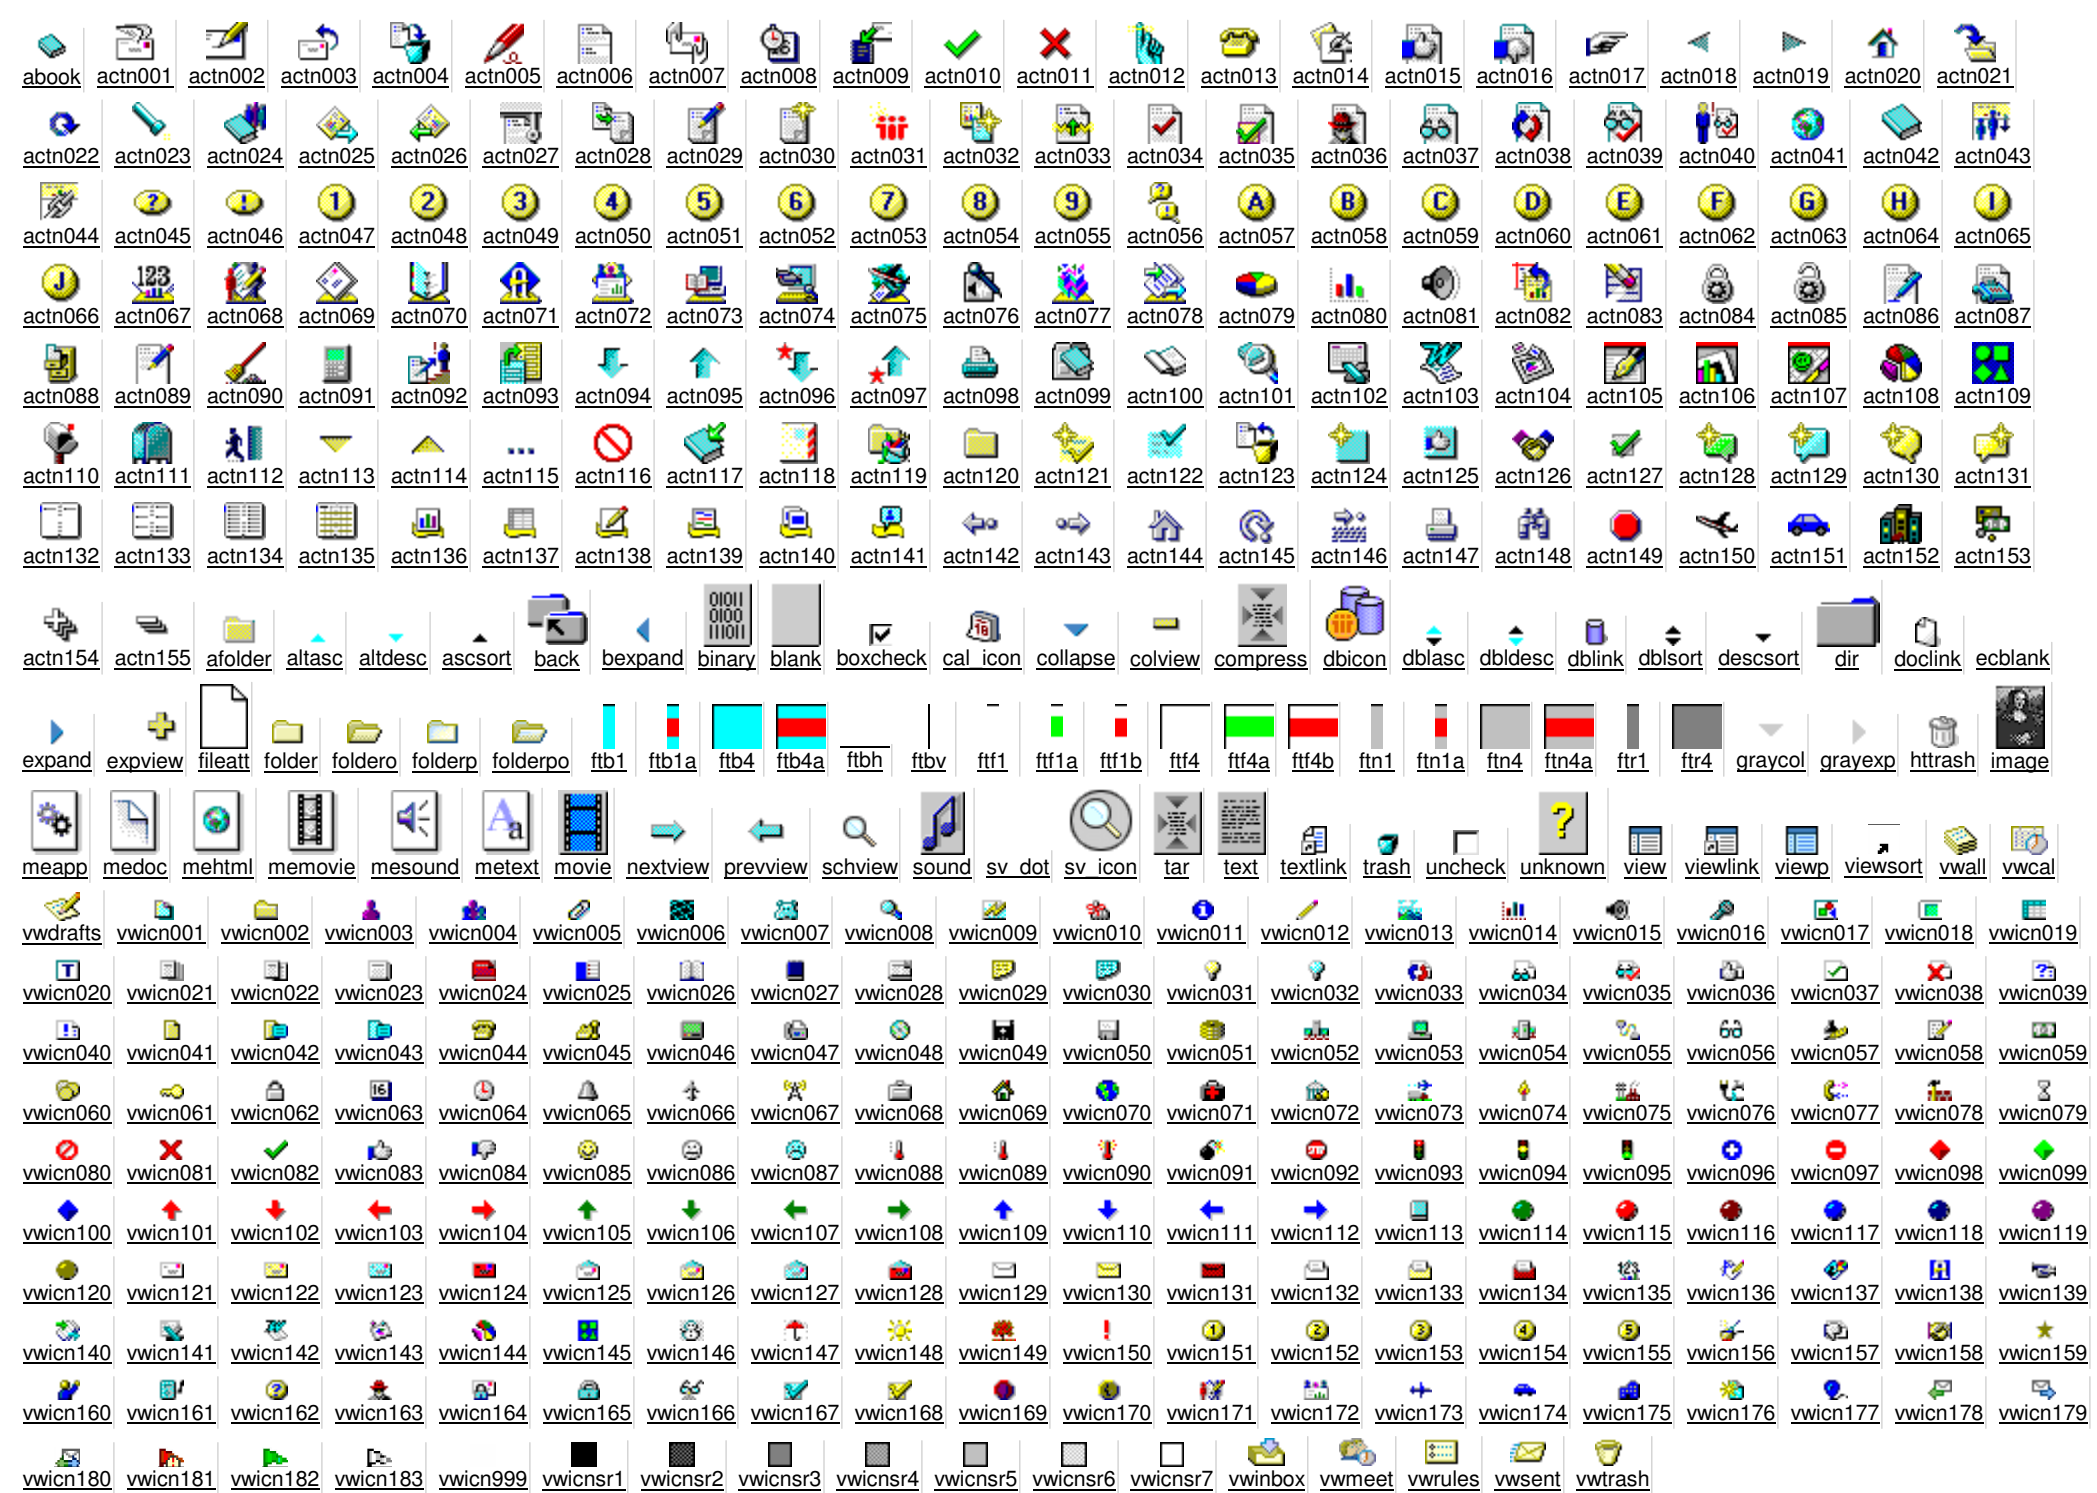 abook actn001 actn002 actn003 actn004 actn005 actn006 actn007 actn008 actn009 actn010 actn011 actn012 actn013 actn014 actn015 actn016 actn017 actn018 actn019 actn020 actn021
actn022 actn023 actn024 actn025 actn026 actn027 actn028 actn029 actn030 actn031 actn032 actn033 actn034 actn035 actn036 actn037 actn038 actn039 actn040 actn041 actn042 actn043
? ! 1 2 3 4 5 6 7 8 9 A B C D E F G H I
actn044 actn045 actn046 actn047 actn048 actn049 actn050 actn051 actn052 actn053 actn054 actn055 actn056 actn057 actn058 actn059 actn060 actn061 actn062 actn063 actn064 actn065
J 123
actn066 actn067 actn068 actn069 actn070 actn071 actn072 actn073 actn074 actn075 actn076 actn077 actn078 actn079 actn080 actn081 actn082 actn083 actn084 actn085 actn086 actn087
actn088 actn089 actn090 actn091 actn092 actn093 actn094 actn095 actn096 actn097 actn098 actn099 actn100 actn101 actn102 actn103 actn104 actn105 actn106 actn107 actn108 actn109
actn110 actn111 actn112 actn113 actn114 actn115 actn116 actn117 actn118 actn119 actn120 actn121 actn122 actn123 actn124 actn125 actn126 actn127 actn128 actn129 actn130 actn131
actn132 actn133 actn134 actn135 actn136 actn137 actn138 actn139 actn140 actn141 actn142 actn143 actn144 actn145 actn146 actn147 actn148 actn149 actn150 actn151 actn152 actn153
01011
0100
111011
18
actn154 actn155 afolder altasc altdesc ascsort back bexpand binary blank boxcheck cal_icon collapse colview compress dbicon dblasc dbldesc dblink dblsort descsort dir doclink ecblank
expand expview fileatt folder foldero folderp folderpo ftb1 ftb1a ftb4 ftb4a ftbh ftbv ftf1 ftf1a ftf1b ftf4 ftf4a ftf4b ftn1 ftn1a ftn4 ftn4a ftr1 ftr4 graycol grayexp httrash image
Aa ?
meapp medoc mehtml memovie mesound metext movie nextview prevview schview sound sv_dot sv_icon tar text textlink trash uncheck unknown view viewlink viewp viewsort vwall vwcal
vwdrafts vwicn001 vwicn002 vwicn003 vwicn004 vwicn005 vwicn006 vwicn007 vwicn008 vwicn009 vwicn010 vwicn011 vwicn012 vwicn013 vwicn014 vwicn015 vwicn016 vwicn017 vwicn018 vwicn019
T
vwicn020 vwicn021 vwicn022 vwicn023 vwicn024 vwicn025 vwicn026 vwicn027 vwicn028 vwicn029 vwicn030 vwicn031 vwicn032 vwicn033 vwicn034 vwicn035 vwicn036 vwicn037 vwicn038 vwicn039
vwicn040 vwicn041 vwicn042 vwicn043 vwicn044 vwicn045 vwicn046 vwicn047 vwicn048 vwicn049 vwicn050 vwicn051 vwicn052 vwicn053 vwicn054 vwicn055 vwicn056 vwicn057 vwicn058 vwicn059
16
vwicn060 vwicn061 vwicn062 vwicn063 vwicn064 vwicn065 vwicn066 vwicn067 vwicn068 vwicn069 vwicn070 vwicn071 vwicn072 vwicn073 vwicn074 vwicn075 vwicn076 vwicn077 vwicn078 vwicn079
vwicn080 vwicn081 vwicn082 vwicn083 vwicn084 vwicn085 vwicn086 vwicn087 vwicn088 vwicn089 vwicn090 vwicn091 vwicn092 vwicn093 vwicn094 vwicn095 vwicn096 vwicn097 vwicn098 vwicn099
vwicn100 vwicn101 vwicn102 vwicn103 vwicn104 vwicn105 vwicn106 vwicn107 vwicn108 vwicn109 vwicn110 vwicn111 vwicn112 vwicn113 vwicn114 vwicn115 vwicn116 vwicn117 vwicn118 vwicn119
123
vwicn120 vwicn121 vwicn122 vwicn123 vwicn124 vwicn125 vwicn126 vwicn127 vwicn128 vwicn129 vwicn130 vwicn131 vwicn132 vwicn133 vwicn134 vwicn135 vwicn136 vwicn137 vwicn138 vwicn139
! 1 2 3 4 5
vwicn140 vwicn141 vwicn142 vwicn143 vwicn144 vwicn145 vwicn146 vwicn147 vwicn148 vwicn149 vwicn150 vwicn151 vwicn152 vwicn153 vwicn154 vwicn155 vwicn156 vwicn157 vwicn158 vwicn159
?
vwicn160 vwicn161 vwicn162 vwicn163 vwicn164 vwicn165 vwicn166 vwicn167 vwicn168 vwicn169 vwicn170 vwicn171 vwicn172 vwicn173 vwicn174 vwicn175 vwicn176 vwicn177 vwicn178 vwicn179
vwicn180 vwicn181 vwicn182 vwicn183 vwicn999 vwicnsr1 vwicnsr2 vwicnsr3 vwicnsr4 vwicnsr5 vwicnsr6 vwicnsr7 vwinbox vwmeet vwrules vwsent vwtrash